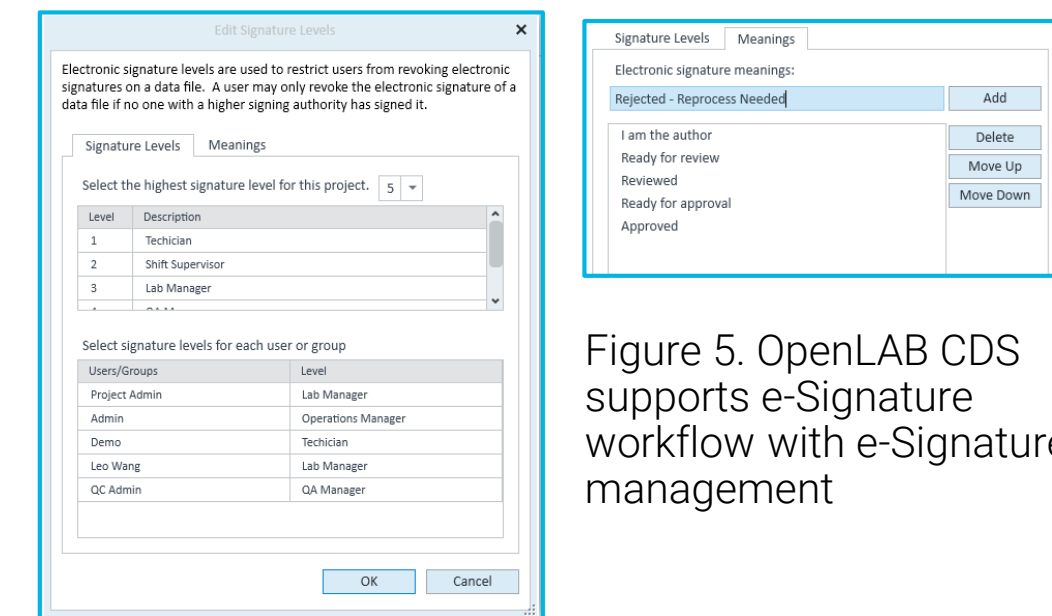 Edit Signature Levels
Electronic signature levels are used to restrict users from revoking electronic
signatures on a data file. A user may only revoke the electronic signature of a
data file if no one with a higher signing authority has signed it.
Signature Levels Meanings
Select the highest signature level for this project. 5
Level Description
1 Techician
2 Shift Supervisor
3 Lab Manager
Select signature levels for each user or group
Users/Groups Level
Project Admin Lab Manager
Admin Operations Manager
Demo Techician
Leo Wang Lab Manager
QC Admin QA Manager
OK Cancel
Signature Levels Meanings
Electronic signature meanings:
Rejected - Reprocess Needed Add
I am the author Delete
Ready for review Move Up
Reviewed
Ready for approval Move Down
Approved
Figure 5. OpenLAB CDS
supports e-Signature
workflow with e-Signature
management